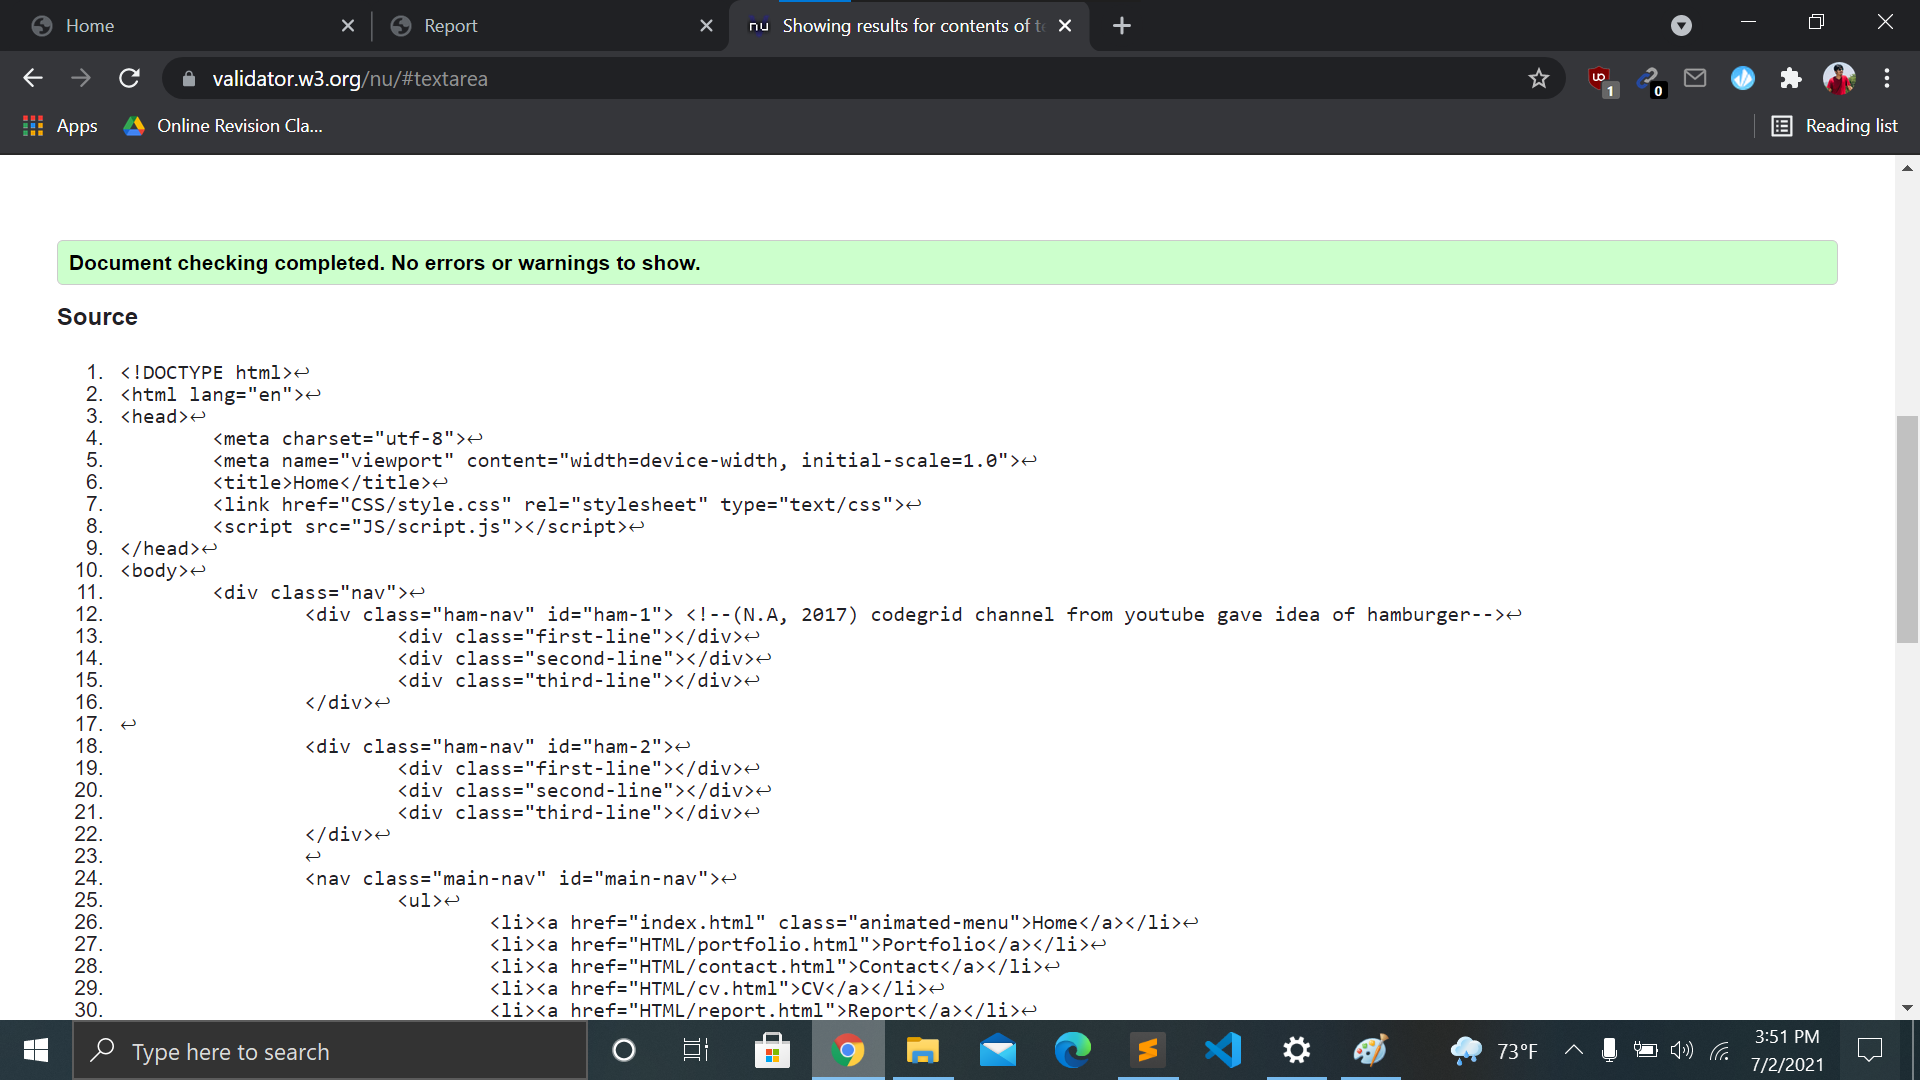 Home
Report
nu Showing results for contents of te
validator.w3.org/nu/#textarea
1
0
Apps
Online Revision Cla...
Reading list
Document checking completed. No errors or warnings to show.
Source
1. <!DOCTYPE html>↩
2. <html lang="en">↩
3. <head>↩
4. <meta charset="utf-8">↩
5. <meta name="viewport" content="width=device-width, initial-scale=1.0">↩
6. <title>Home</title>↩
7. <link href="CSS/style.css" rel="stylesheet" type="text/css">↩
8. <script src="JS/script.js"></script>↩
9. </head>↩
10. <body>↩
11. <div class="nav">↩
12. <div class="ham-nav" id="ham-1"> <!--(N.A, 2017) codegrid channel from youtube gave idea of hamburger-->↩
13. <div class="first-line"></div>↩
14. <div class="second-line"></div>↩
15. <div class="third-line"></div>↩
16. </div>↩
17. ↩
18. <div class="ham-nav" id="ham-2">↩
19. <div class="first-line"></div>↩
20. <div class="second-line"></div>↩
21. <div class="third-line"></div>↩
22. </div>↩
23. ↩
24. <nav class="main-nav" id="main-nav">↩
25. <ul>↩
26. <li><a href="index.html" class="animated-menu">Home</a></li>↩
27. <li><a href="HTML/portfolio.html">Portfolio</a></li>↩
28. <li><a href="HTML/contact.html">Contact</a></li>↩
29. <li><a href="HTML/cv.html">CV</a></li>↩
30. <li><a href="HTML/report.html">Report</a></li>↩
Type here to search
73°F
3:51 PM
7/2/2021